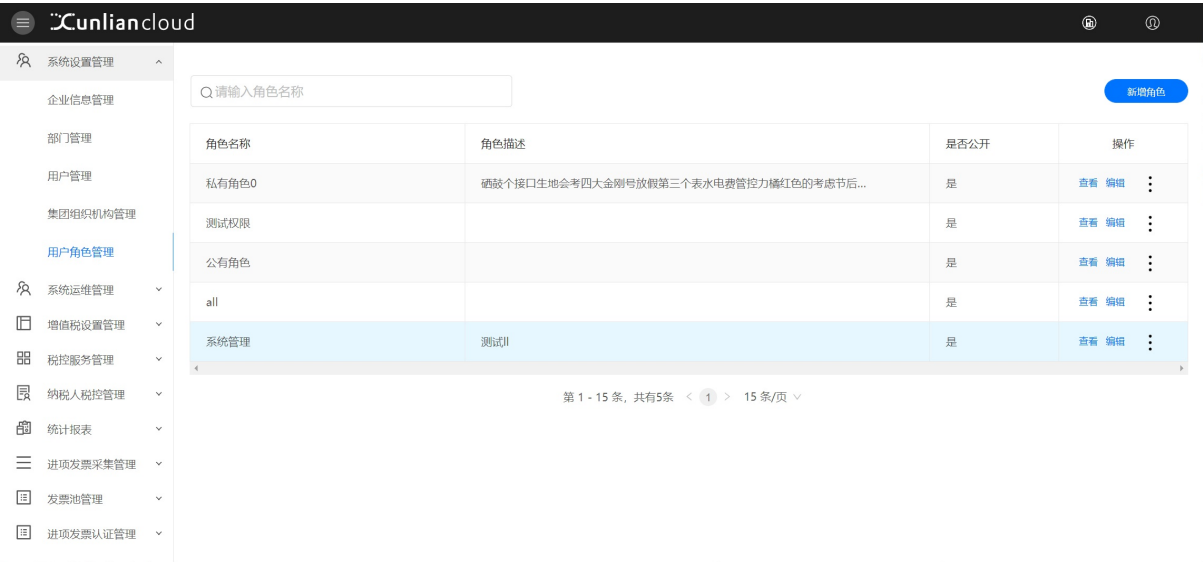 Xunliancloud
系统设置管理
企业信息管理
部门管理
用户管理
集团组织机构管理
用户角色管理
系统运维管理
增值税设置管理
税控服务管理
纳税人税控管理
统计报表
进项发票采集管理
发票池管理
进项发票认证管理
请输入角色名称
新增角色
角色名称 角色描述 是否公开 操作
私有角色0 硒鼓个接口生地会考四大金刚号放假第三个表水电费管控力橘红色的考虑节后... 是 查看 编辑
测试权限 是 查看 编辑
公有角色 是 查看 编辑
all 是 查看 编辑
系统管理 测试ll 是 查看 编辑
第 1 - 15 条, 共有5条 < 1 > 15 条/页